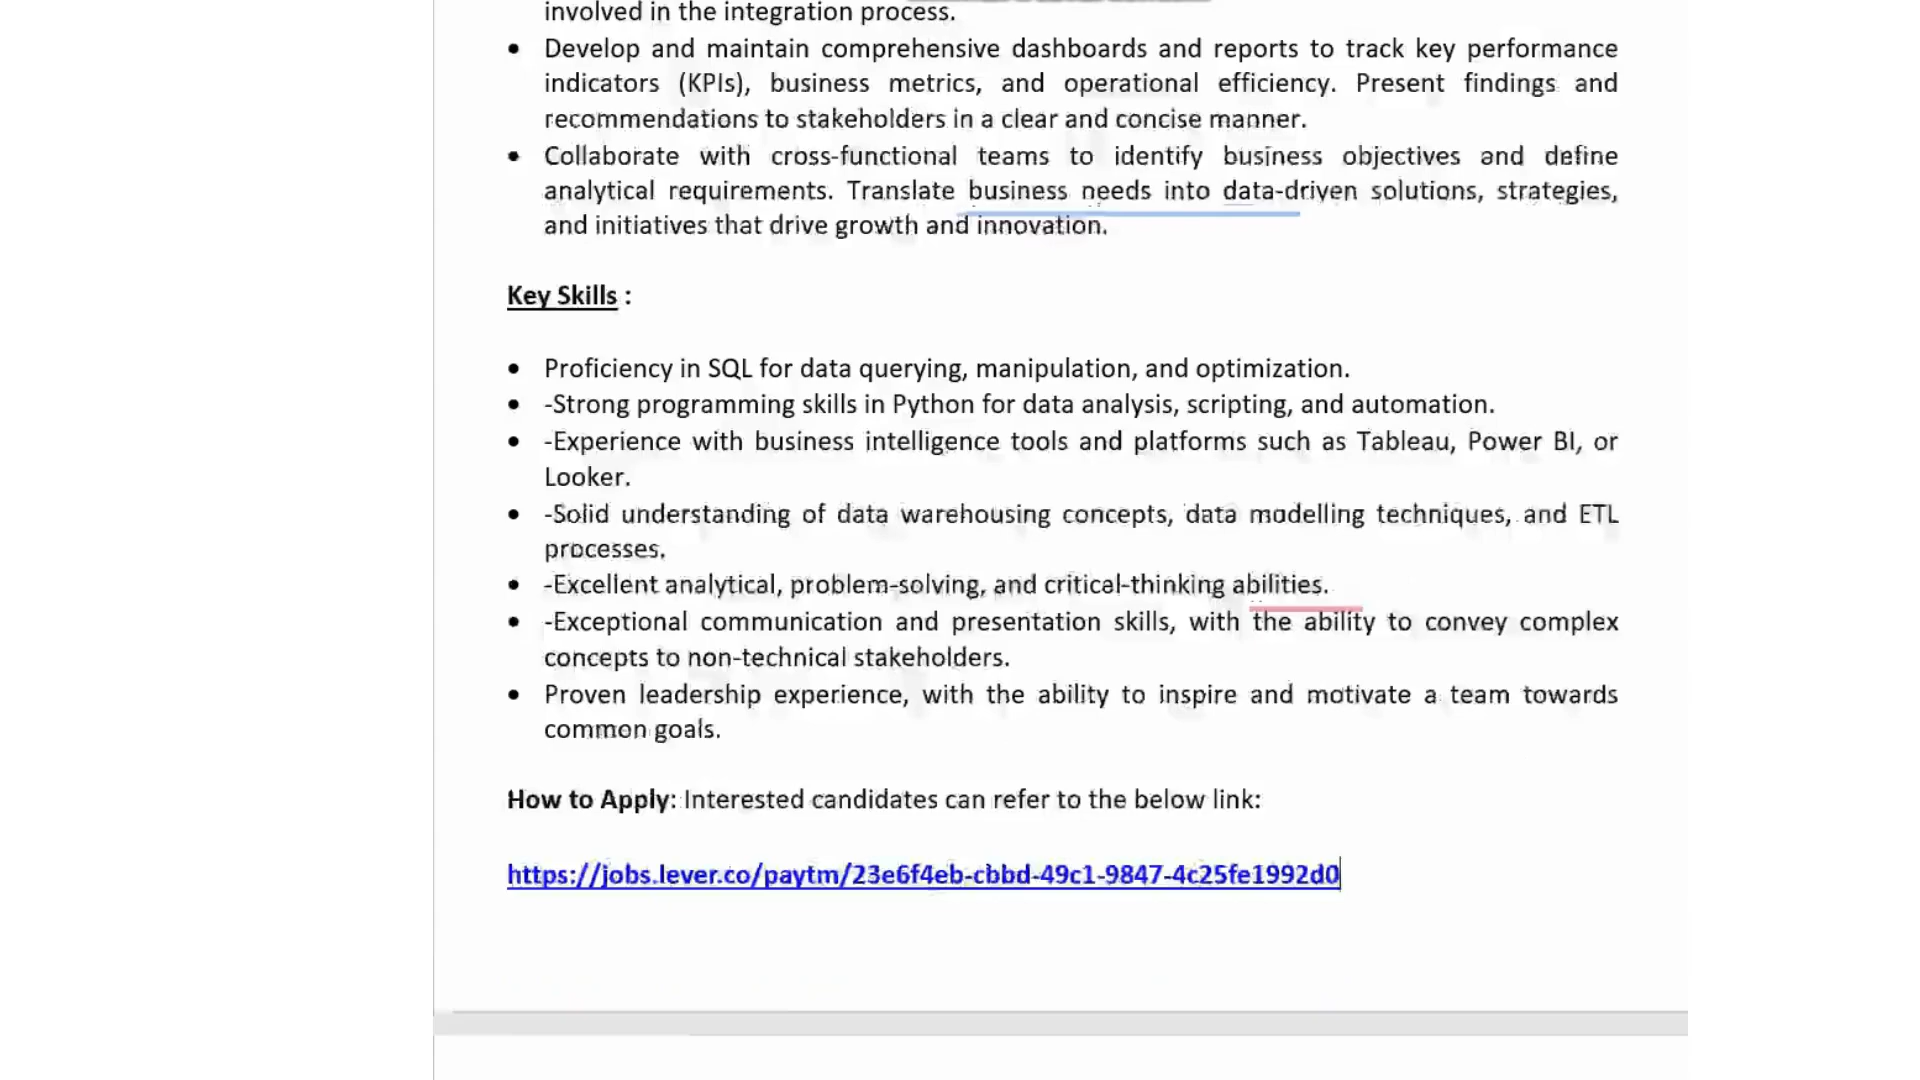 involved in the integration process.
• Develop and maintain comprehensive dashboards and reports to track key performance
indicators (KPIs), business metrics, and operational efficiency. Present findings and
recommendations to stakeholders in a clear and concise manner.
• Collaborate with cross-functional teams to identify business objectives and define
analytical requirements. Translate business needs into data-driven solutions, strategies,
and initiatives that drive growth and innovation.
Key Skills :
• Proficiency in SQL for data querying, manipulation, and optimization.
• -Strong programming skills in Python for data analysis, scripting, and automation.
• -Experience with business intelligence tools and platforms such as Tableau, Power BI, or
Looker.
• -Solid understanding of data warehousing concepts, data modelling techniques, and ETL
processes.
• -Excellent analytical, problem-solving, and critical-thinking abilities.
• -Exceptional communication and presentation skills, with the ability to convey complex
concepts to non-technical stakeholders.
• Proven leadership experience, with the ability to inspire and motivate a team towards
common goals.
How to Apply: Interested candidates can refer to the below link:
https://jobs.lever.co/paytm/23e6f4eb-cbbd-49c1-9847-4c25fe1992d0